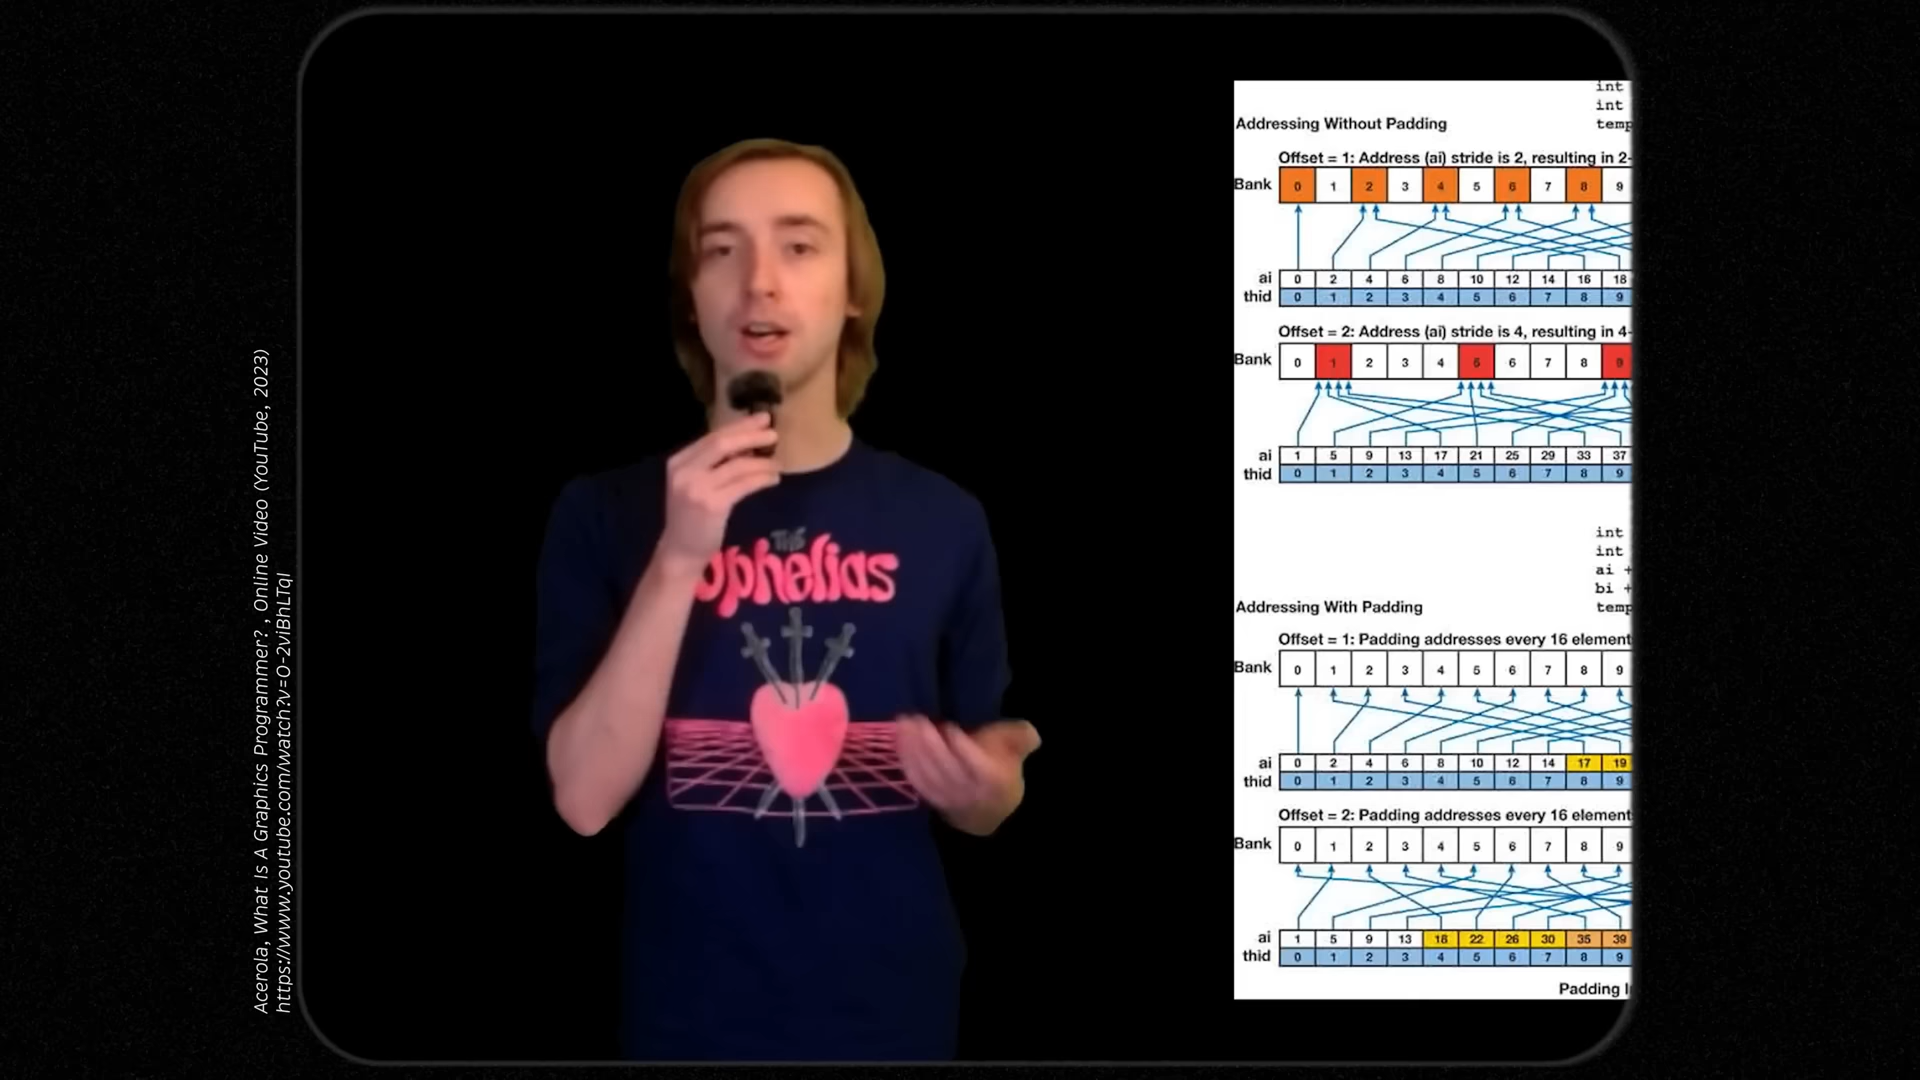 Acerola, What Is A Graphics Programmer? , Online Video (YouTube, 2023)
https://www.youtube.com/watch?v=O-2viBhLTqI
THE
Ophelias
int
int
temp
Addressing Without Padding
Offset = 1: Address (ai) stride is 2, resulting in 2-
Bank 0 1 2 3 4 5 6 7 8 9
ai 0 2 4 6 8 10 12 14 16 18
thid 0 1 2 3 4 5 6 7 8 9
Offset = 2: Address (ai) stride is 4, resulting in 4-
Bank 0 1 2 3 4 5 6 7 8 9
ai 1 5 9 13 17 21 25 29 33 37
thid 0 1 2 3 4 5 6 7 8 9
int
int
ai +
bi +
temp
Addressing With Padding
Offset = 1: Padding addresses every 16 element
Bank 0 1 2 3 4 5 6 7 8 9
ai 0 2 4 6 8 10 12 14 17 19
thid 0 1 2 3 4 5 6 7 8 9
Offset = 2: Padding addresses every 16 element
Bank 0 1 2 3 4 5 6 7 8 9
ai 1 5 9 13 18 22 26 30 35 39
thid 0 1 2 3 4 5 6 7 8 9
Padding